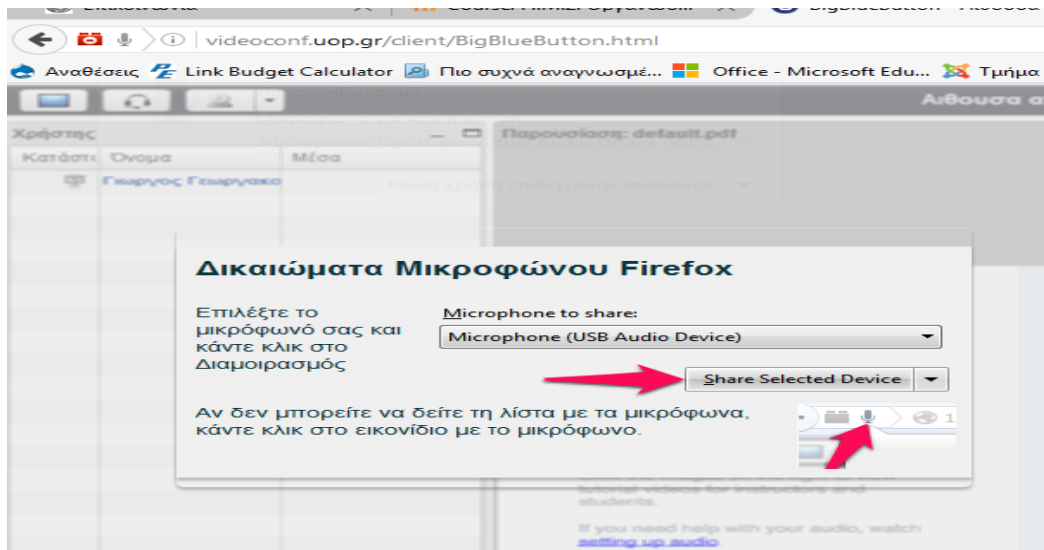 videoconf.uop.gr/client/BigBlueButton.html
Αναθέσεις Link Budget Calculator Πιο συχνά αναγνωσμέ... Office - Microsoft Edu... Τμήμα
Αιθουσα α
Χρήστης
Παρουσίαση: default.pdf
Κατάστα Όνομα Μέσα
Γιωργος Γεωργακο
Δικαιώματα Μικροφώνου Firefox
Επιλέξτε το
μικρόφωνό σας και
κάντε κλικ στο
Διαμοιρασμός
Microphone to share:
Microphone (USB Audio Device)
Share Selected Device
Αν δεν μπορείτε να δείτε τη λίστα με τα μικρόφωνα,
κάντε κλικ στο εικονίδιο με το μικρόφωνο.
tutorial videos for instructors and
students.
If you need help with your audio, watch
setting up audio.